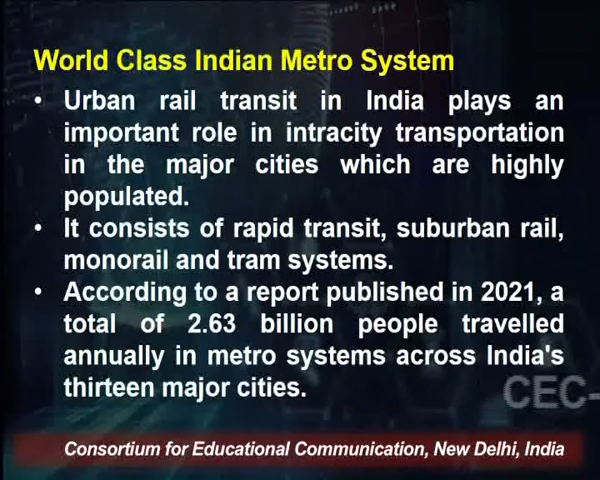 World Class Indian Metro System
• Urban rail transit in India plays an
important role in intracity transportation
in the major cities which are highly
populated.
• It consists of rapid transit, suburban rail,
monorail and tram systems.
• According to a report published in 2021, a
total of 2.63 billion people travelled
annually in metro systems across India's
thirteen major cities.
CEC-
Consortium for Educational Communication, New Delhi, India